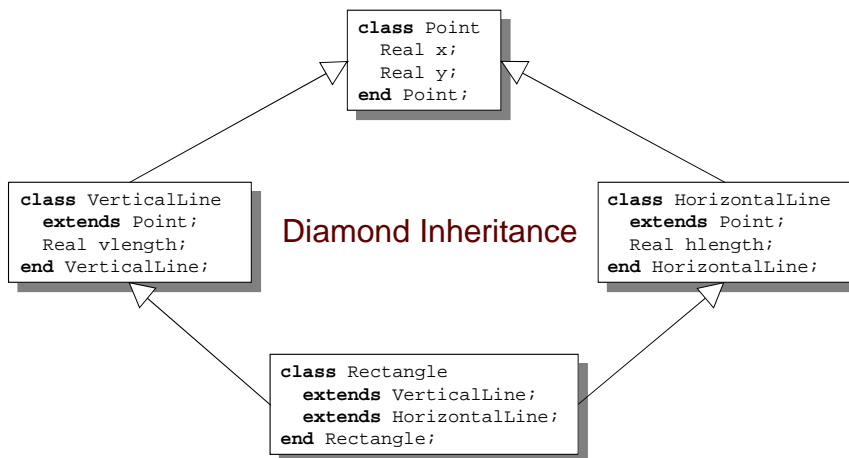 class Point
Real x;
Real y;
end Point;
class VerticalLine
extends Point;
Real vlength;
end VerticalLine;
Diamond Inheritance
class HorizontalLine
extends Point;
Real hlength;
end HorizontalLine;
class Rectangle
extends VerticalLine;
extends HorizontalLine;
end Rectangle;